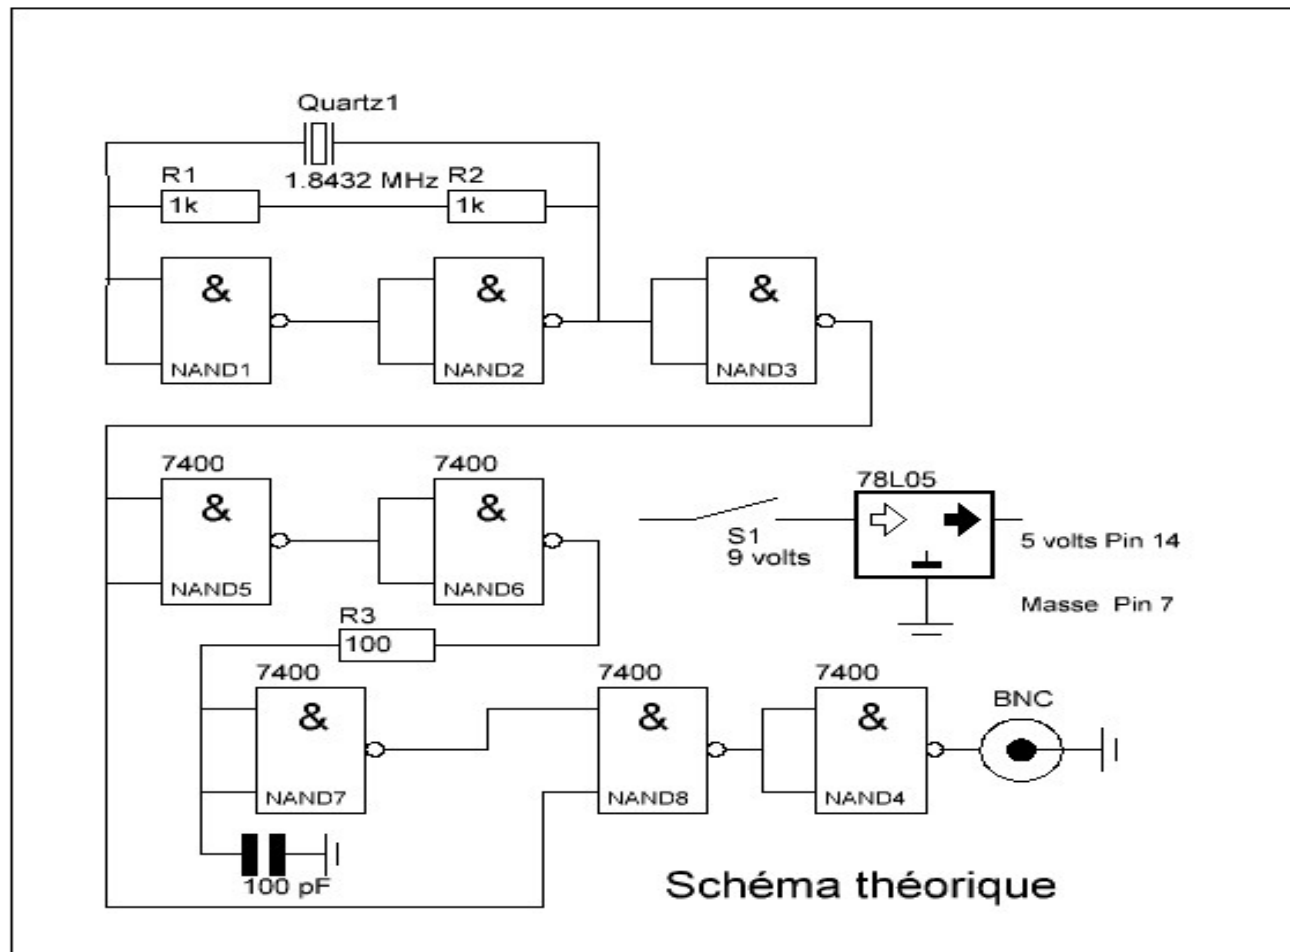 Quartz1
R1
1.8432 MHz
R2
1k
1k
&
&
&
NAND1
NAND2
NAND3
7400
7400
78L05
&
&
S1
9 volts
5 volts Pin 14
NAND5
NAND6
Masse Pin 7
R3
100
7400
7400
7400
BNC
&
&
&
NAND7
NAND8
NAND4
100 pF
Schéma théorique